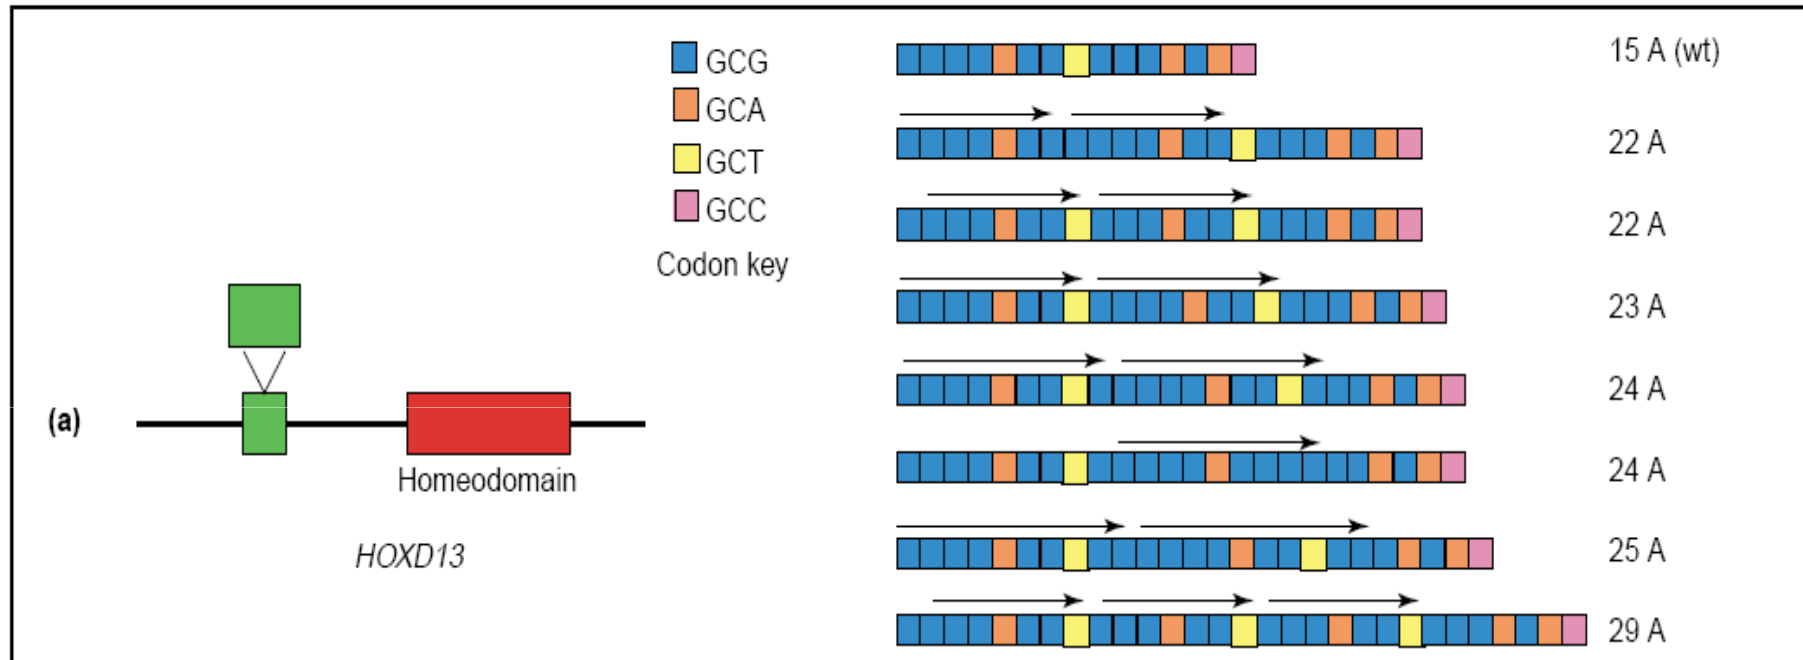 GCG
GCA
GCT
GCC
Codon key
(a)
Homeodomain
HOXD13
15 A (wt)
22 A
22 A
23 A
24 A
24 A
25 A
29 A